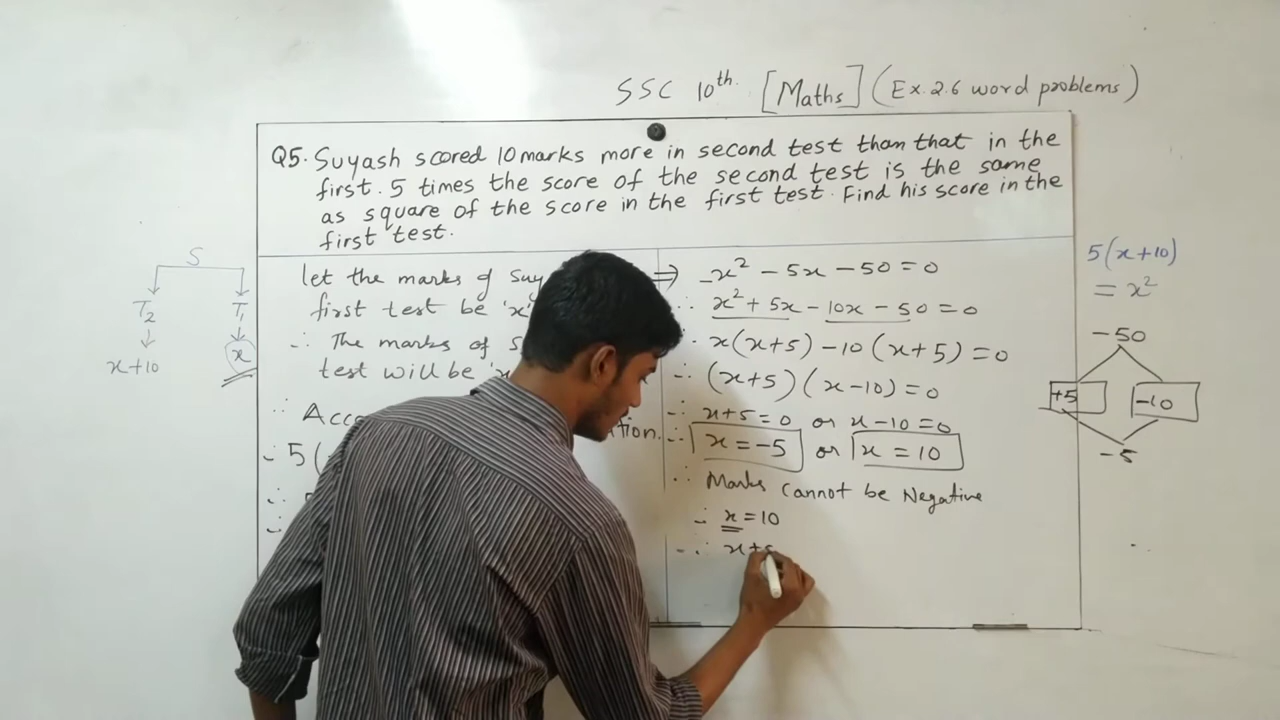 SSC 10th. [Maths] (Ex. 2.6 word problems)
Q5. Suyash scored 10 marks more in second test than that in the
first. 5 times the score of the second test is the same
as square of the score in the first test. Find his score in the
first test.
S
T2 T1
x+10 x
let the marks of
first test be 'x'
∴ The marks of
test will be
∴
∴ 5(
∴
∴
⇒ x² - 5x - 50 = 0
∴ x² + 5x - 10x - 50 = 0
∴ x(x+5) - 10(x+5) = 0
∴ (x+5)(x-10) = 0
∴ x+5=0 or x-10=0
∴ x = -5 or x = 10
∴ Marks cannot be Negative
∴ x = 10
∴ x+
5(x+10)
= x²
-50
+5 -10
-5